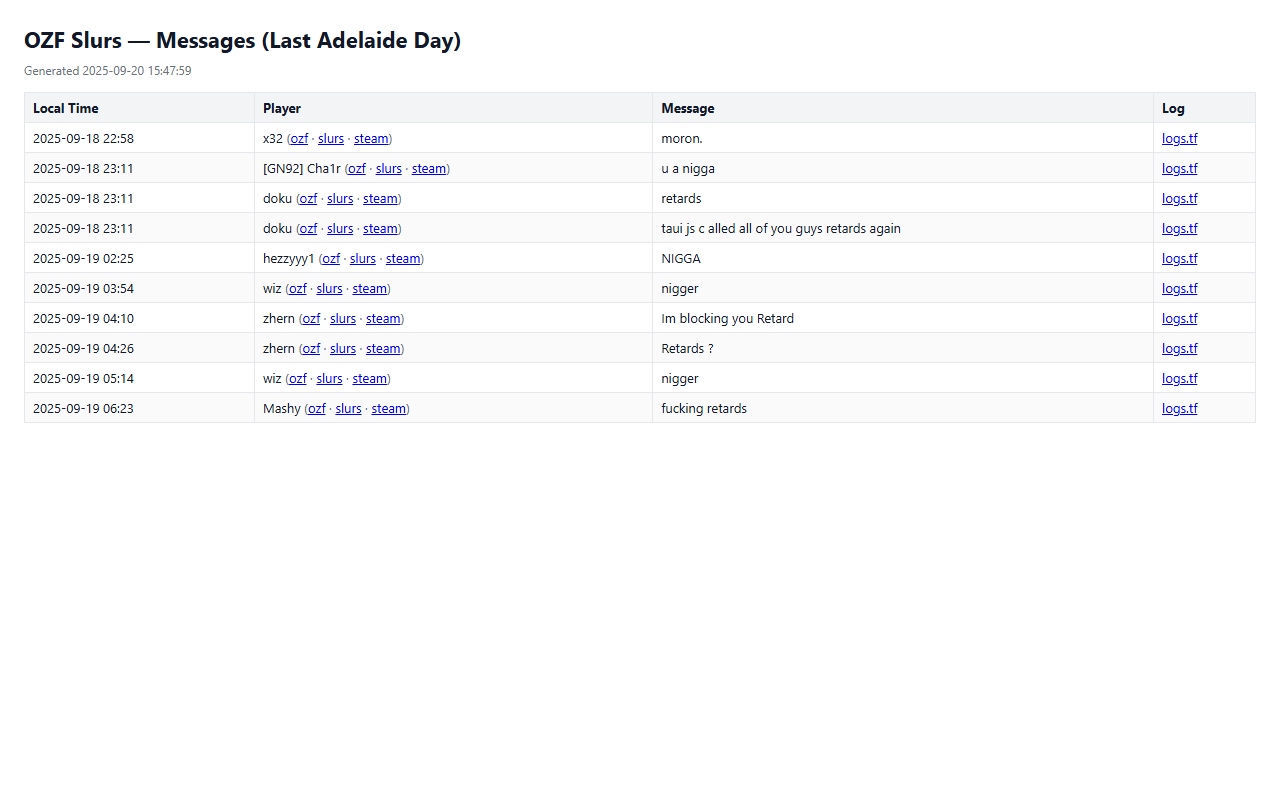 OZF Slurs — Messages (Last Adelaide Day)
Generated 2025-09-20 15:47:59
Local Time Player Message Log
2025-09-18 22:58 x32 (ozf · slurs · steam) moron. logs.tf
2025-09-18 23:11 [GN92] Cha1r (ozf · slurs · steam) u a nigga logs.tf
2025-09-18 23:11 doku (ozf · slurs · steam) retards logs.tf
2025-09-18 23:11 doku (ozf · slurs · steam) taui js c alled all of you guys retards again logs.tf
2025-09-19 02:25 hezzyyy1 (ozf · slurs · steam) NIGGA logs.tf
2025-09-19 03:54 wiz (ozf · slurs · steam) nigger logs.tf
2025-09-19 04:10 zhern (ozf · slurs · steam) Im blocking you Retard logs.tf
2025-09-19 04:26 zhern (ozf · slurs · steam) Retards ? logs.tf
2025-09-19 05:14 wiz (ozf · slurs · steam) nigger logs.tf
2025-09-19 06:23 Mashy (ozf · slurs · steam) fucking retards logs.tf